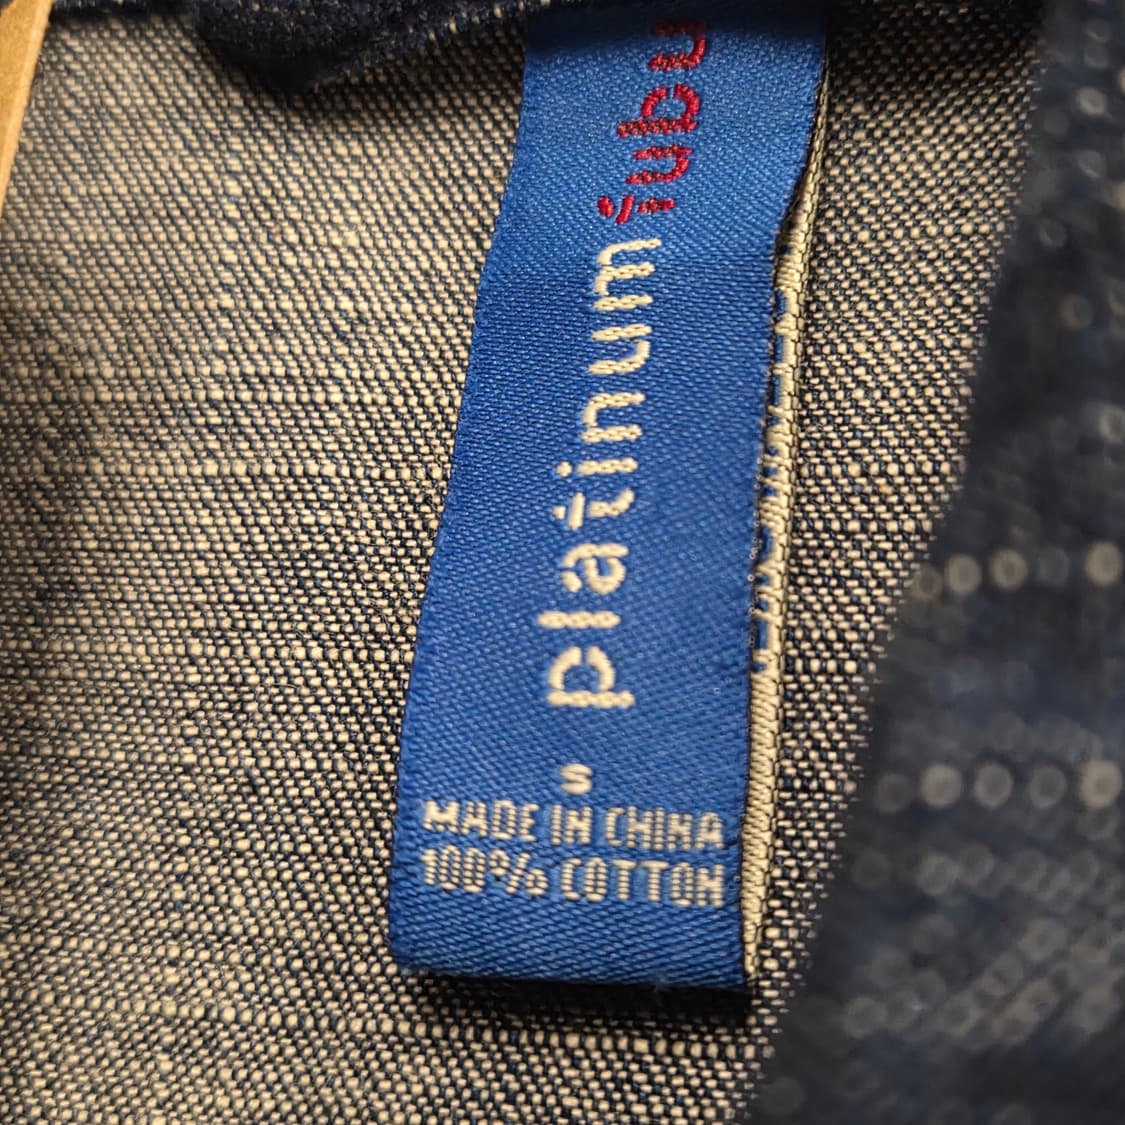 platinum fubu
S
MADE IN CHINA
100% COTTON